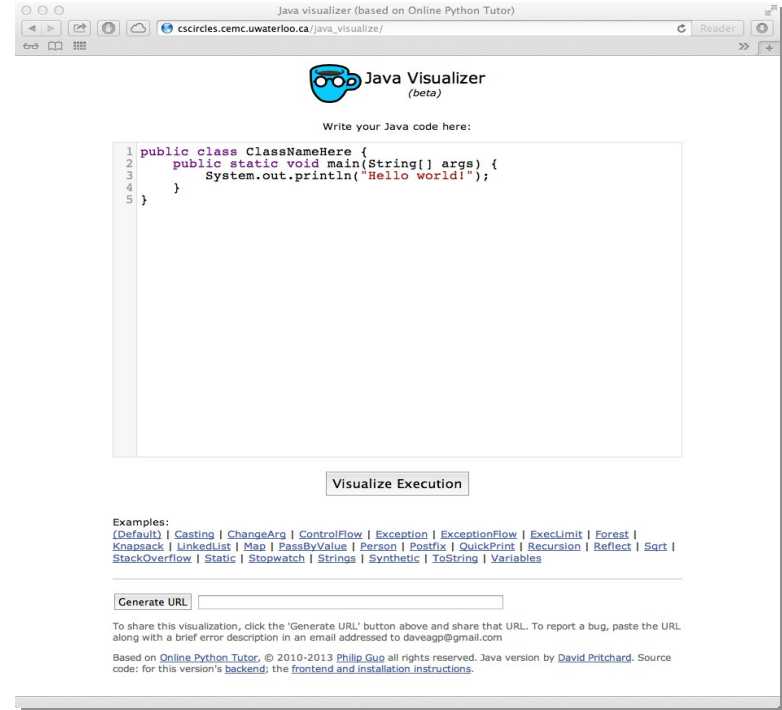 Java visualizer (based on Online Python Tutor)
cscircles.cemc.uwaterloo.ca/java_visualize/
Reader
Java Visualizer
(beta)
Write your Java code here:
1 public class ClassNameHere {
2 public static void main(String[] args) {
3 System.out.println("Hello world!");
4 }
5 }
Visualize Execution
Examples:
(Default) | Casting | ChangeArg | ControlFlow | Exception | ExceptionFlow | ExecLimit | Forest |
Knapsack | LinkedList | Map | PassByValue | Person | Postfix | QuickPrint | Recursion | Reflect | Sqrt |
StackOverflow | Static | Stopwatch | Strings | Synthetic | ToString | Variables
Generate URL
To share this visualization, click the 'Generate URL' button above and share that URL. To report a bug, paste the URL
along with a brief error description in an email addressed to daveagp@gmail.com
Based on Online Python Tutor, © 2010-2013 Philip Guo all rights reserved. Java version by David Pritchard. Source
code: for this version's backend; the frontend and installation instructions.